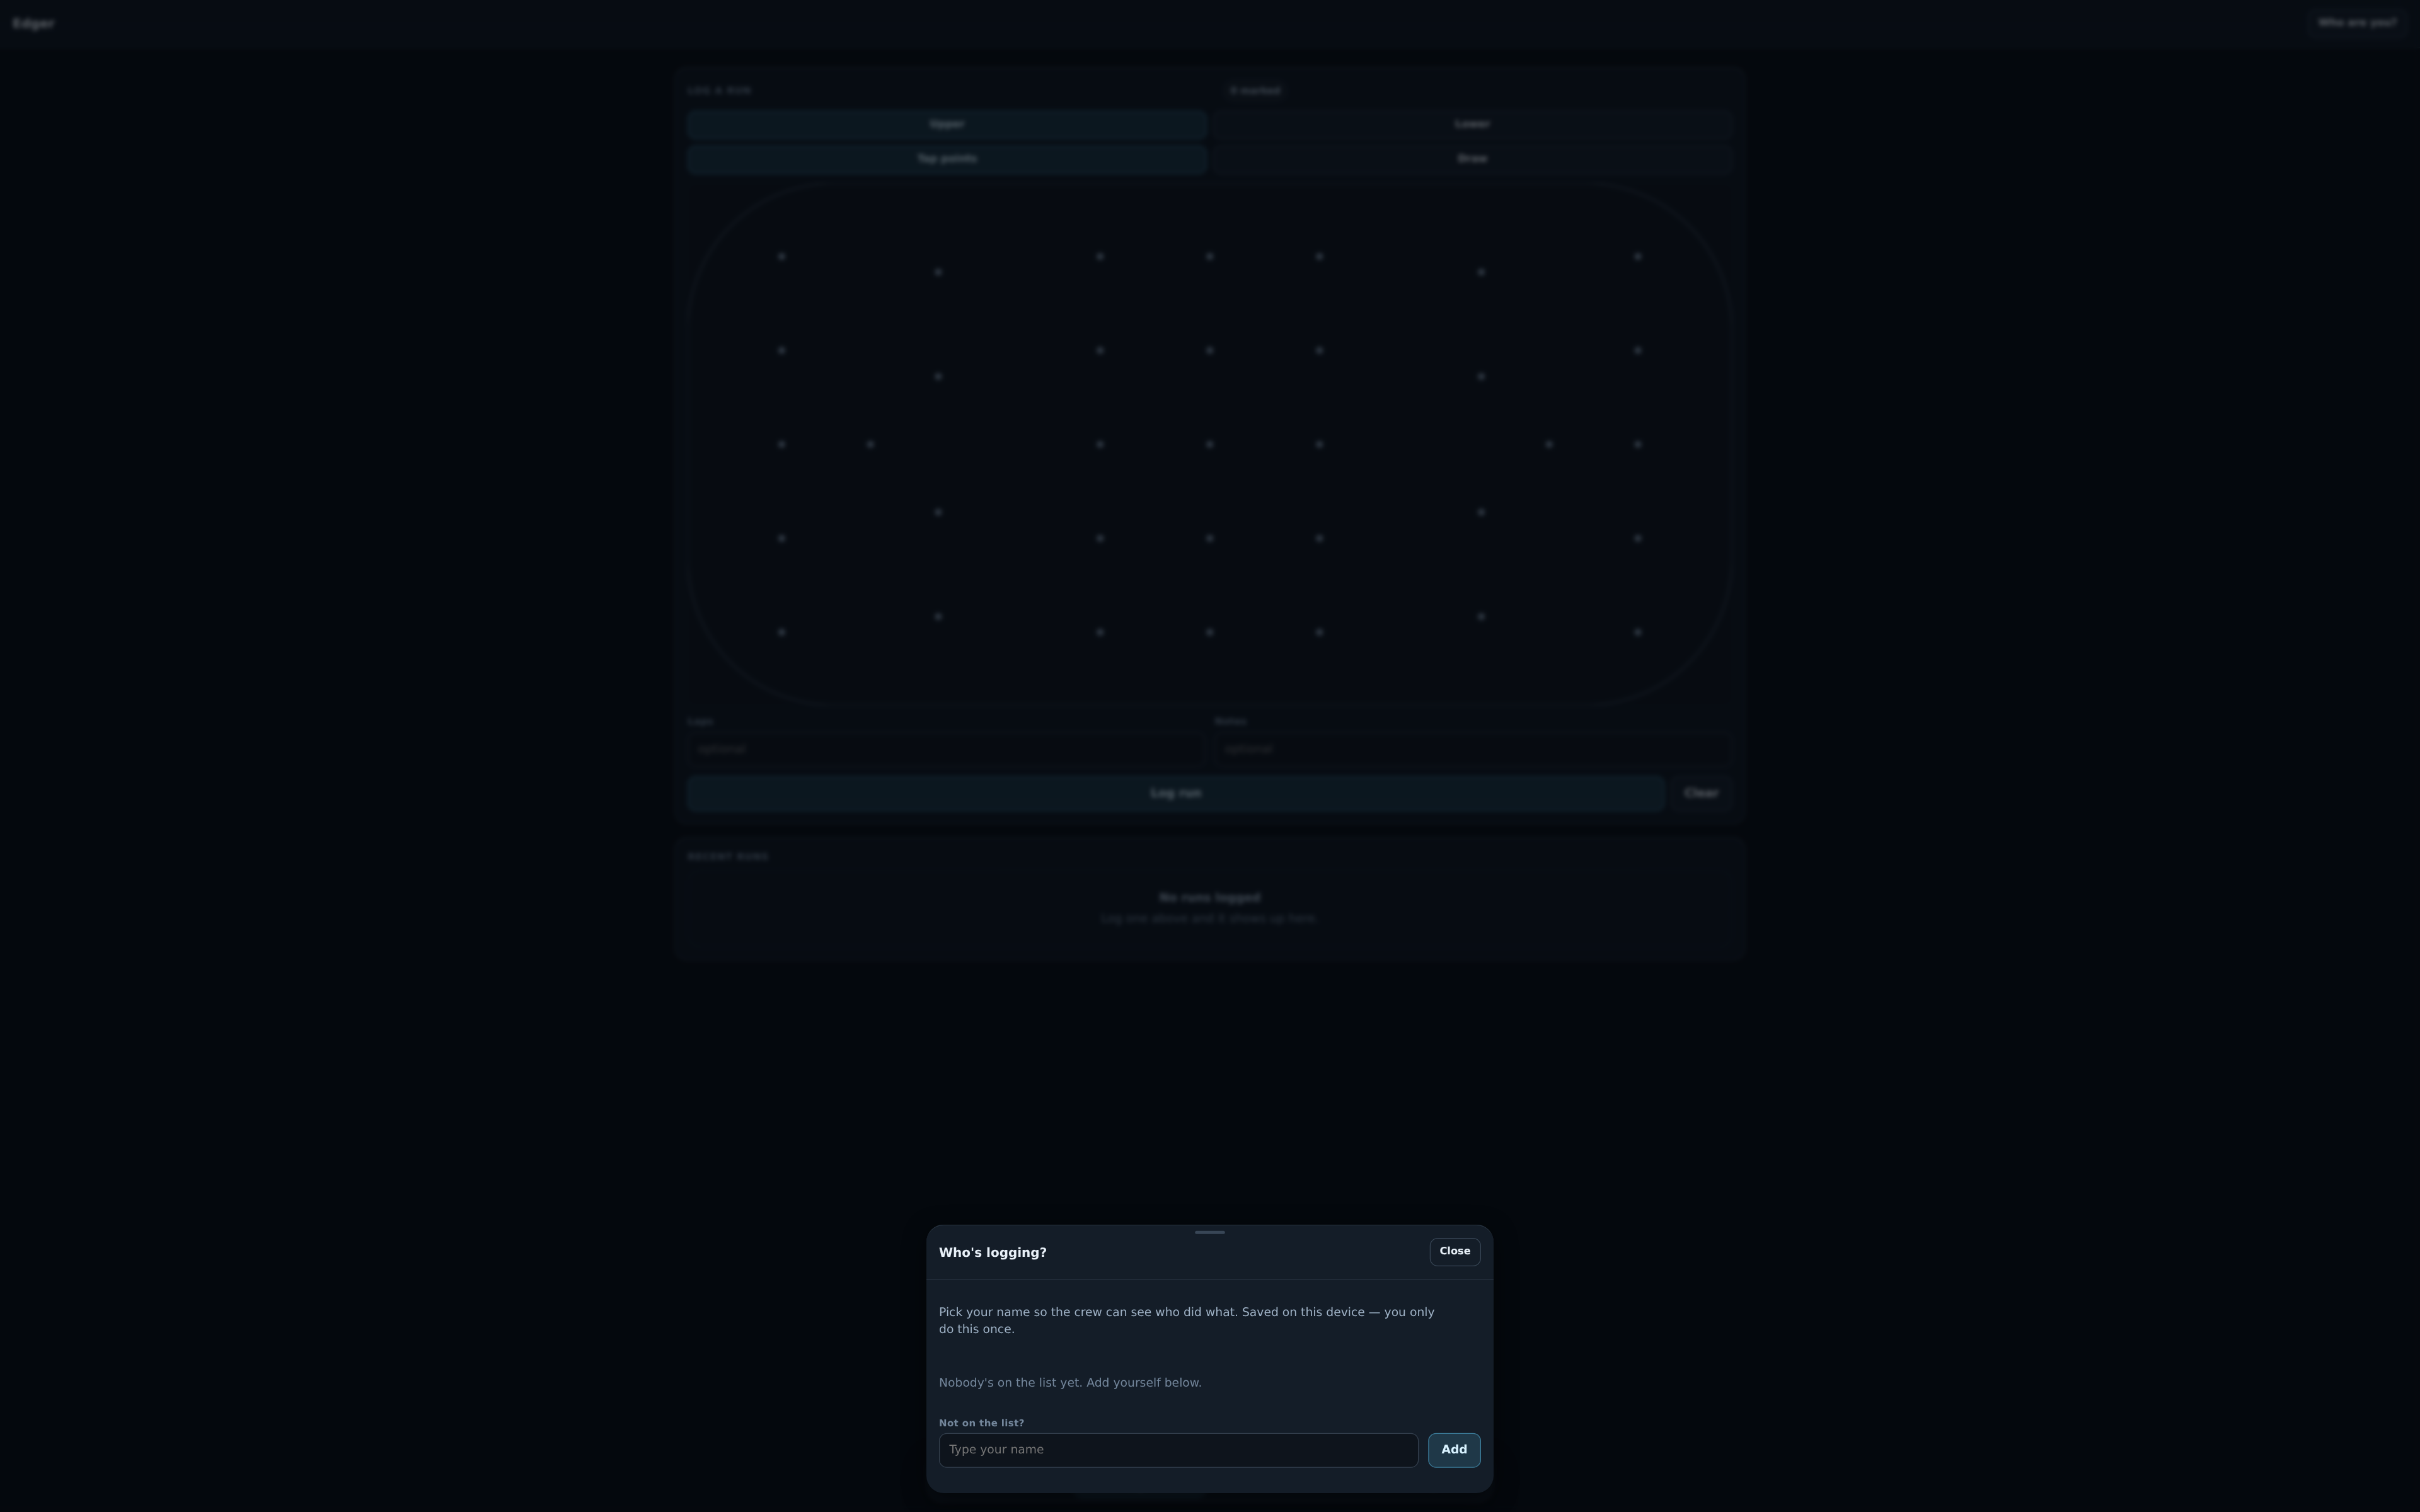 Edger
Who are you?
LOG A RUN
0 marked
Upper
Lower
Tap points
Draw
Laps
Notes
optional
optional
Log run
Clear
RECENT RUNS
No runs logged
Log one above and it shows up here.
Who's logging?
Close
Pick your name so the crew can see who did what. Saved on this device — you only
do this once.
Nobody's on the list yet. Add yourself below.
Not on the list?
Type your name
Add